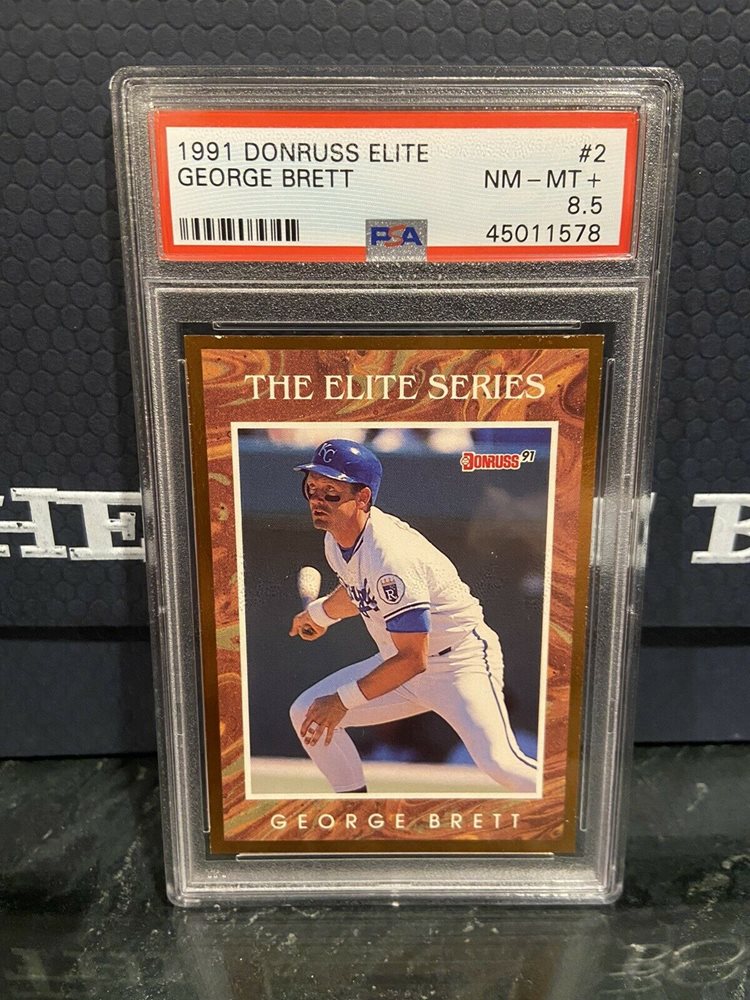 1991 DONRUSS ELITE #2
GEORGE BRETT NM - MT +
8.5
PSA 45011578
THE ELITE SERIES
DONRUSS 91
KC
R
GEORGE BRETT
HE
B